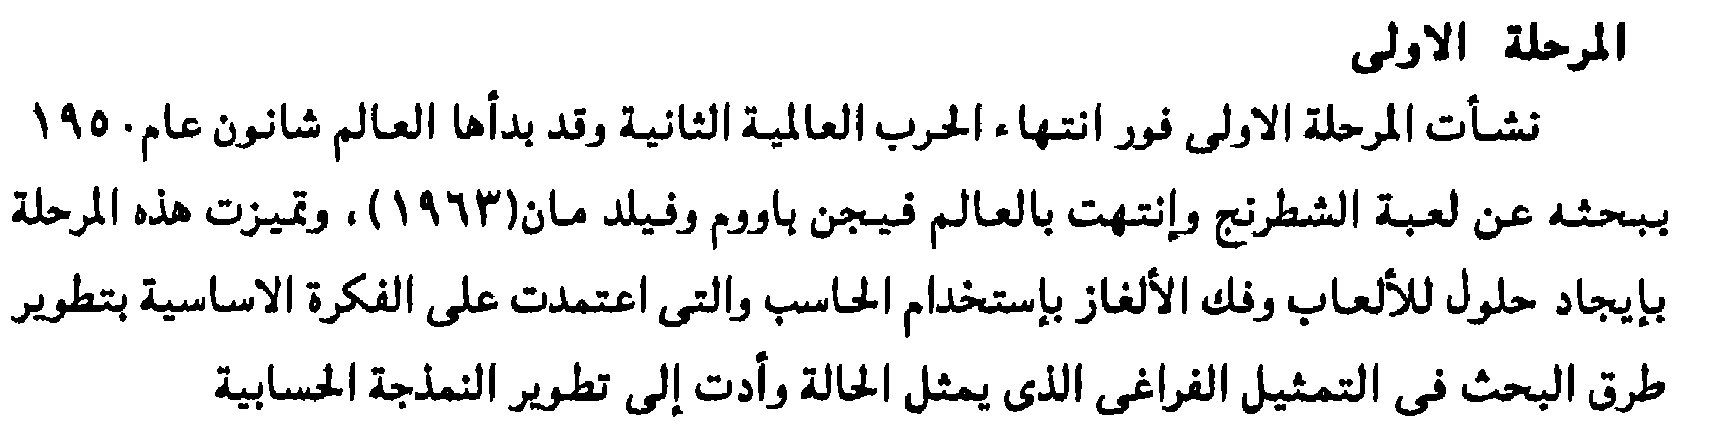 المرحلة الاولى
نشأت المرحلة الاولى فور انتهاء الحرب العالمية الثانية وقد بدأها العالم شانون عام ١٩٥٠
ببحثه عن لعبة الشطرنج وإنتهت بالعالم فيجن باووم وفيلد مان(١٩٦٣)، وتميزت هذه المرحلة
بإيجاد حلول للألعاب وفك الألغاز بإستخدام الحاسب والتى اعتمدت على الفكرة الاساسية بتطوير
طرق البحث فى التمثيل الفراغى الذى يمثل الحالة وأدت إلى تطوير النمذجة الحسابية